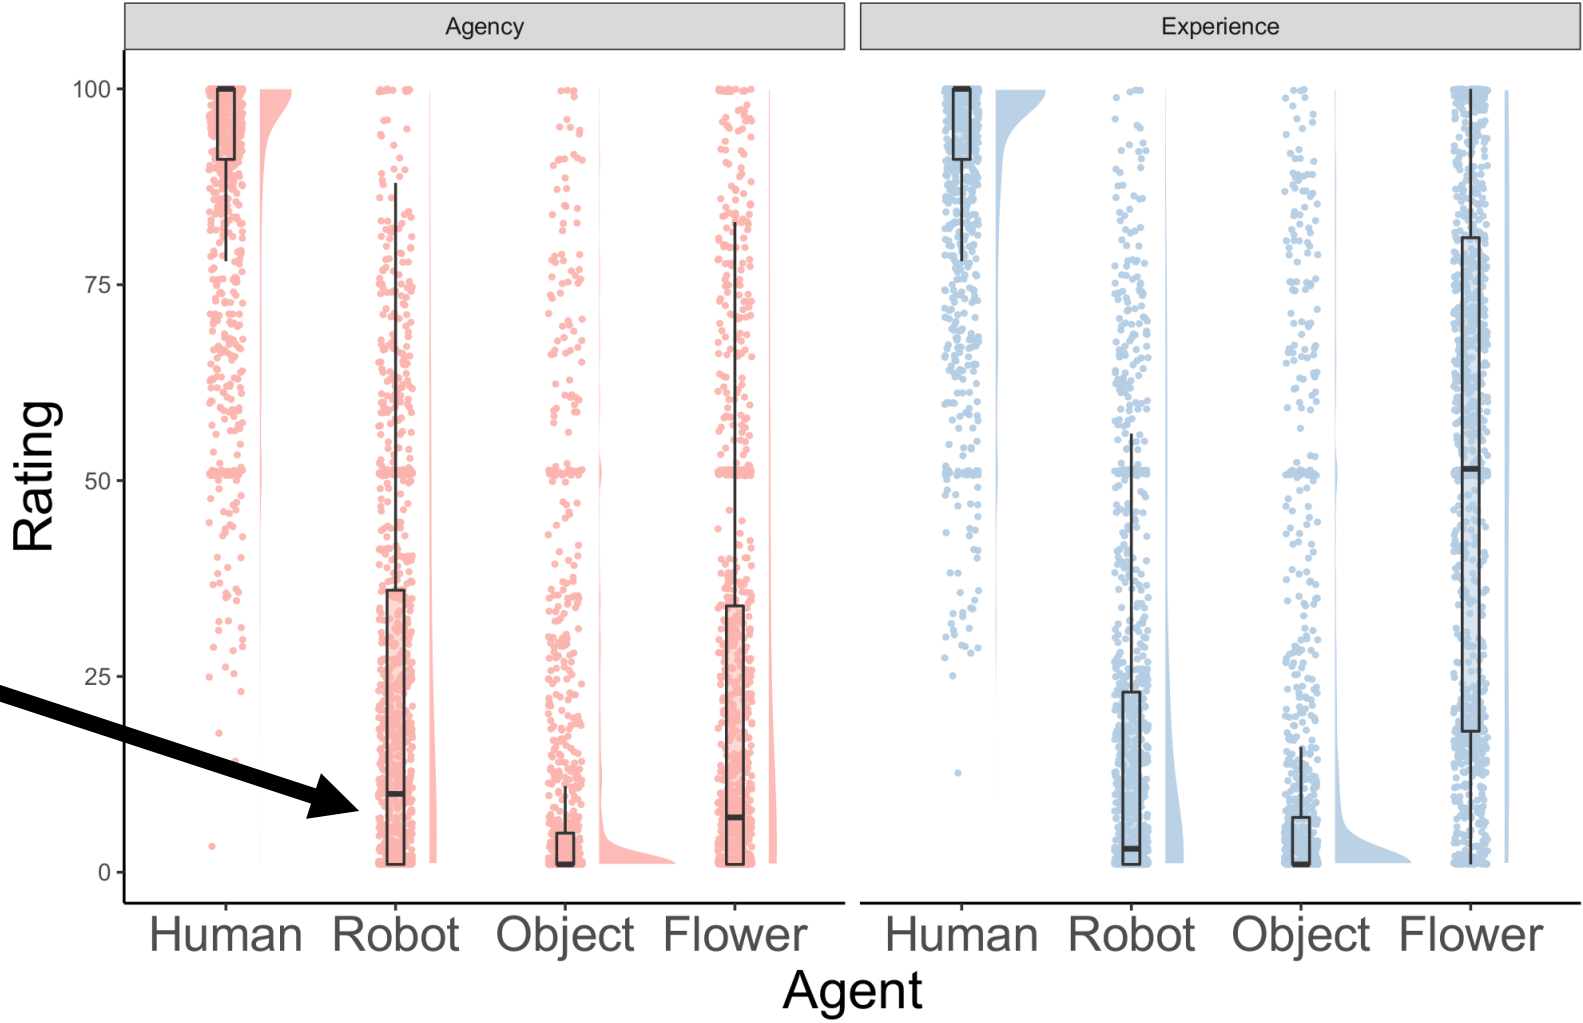 Agency
Experience
Rating
100
75
50
25
0
Human Robot Object Flower
Human Robot Object Flower
Agent